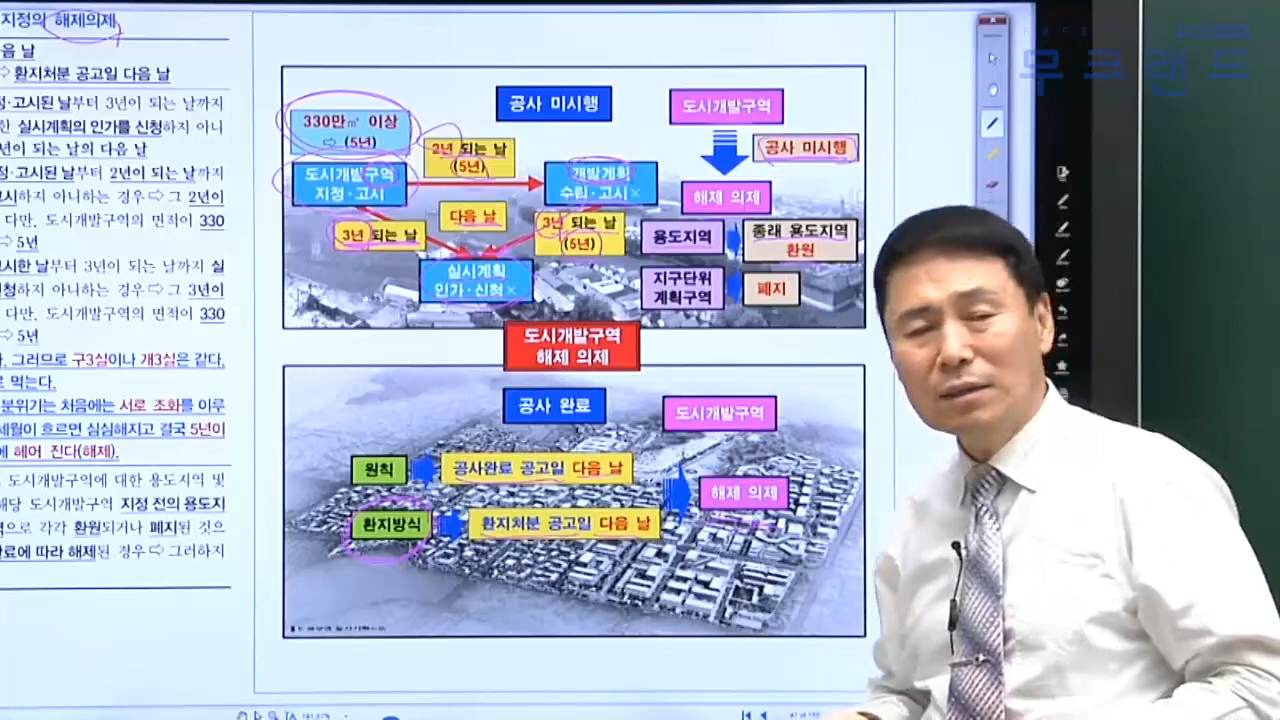 지정의 해제의제
음 날
⇨ 환지처분 공고일 다음 날
정·고시된 날부터 3년이 되는 날까지
한 실시계획의 인가를 신청하지 아니
년이 되는 날의 다음 날
정·고시된 날부터 2년이 되는 날까지
고시하지 아니하는 경우 ⇨ 그 2년이
다만, 도시개발구역의 면적이 330
⇨ 5년
고시한 날부터 3년이 되는 날까지 실
신청하지 아니하는 경우 ⇨ 그 3년이
다만, 도시개발구역의 면적이 330
⇨ 5년
, 그러므로 구3실이나 개3실은 같다,
로 먹는다.
분위기는 처음에는 서로 조화를 이루
세월이 흐르면 심심해지고 결국 5년이
에 헤어 진다(해제).
도시개발구역에 대한 용도지역 및
해당 도시개발구역 지정 전의 용도지
역으로 각각 환원되거나 폐지된 것으
완료에 따라 해제된 경우 ⇨ 그러하지
공사 미시행
도시개발구역
330만㎡ 이상
⇨ (5년)
2년 되는 날
(5년)
공사 미시행
도시개발구역
지정·고시
개발계획
수립·고시×
해제 의제
다음 날
3년 되는 날
3년 되는 날
(5년)
용도지역
종래 용도지역
환원
실시계획
인가·신청×
지구단위
계획구역
폐지
도시개발구역
해제 의제
공사 완료
도시개발구역
원칙
공사완료 공고일 다음 날
해제 의제
환지방식
환지처분 공고일 다음 날
무크랜드